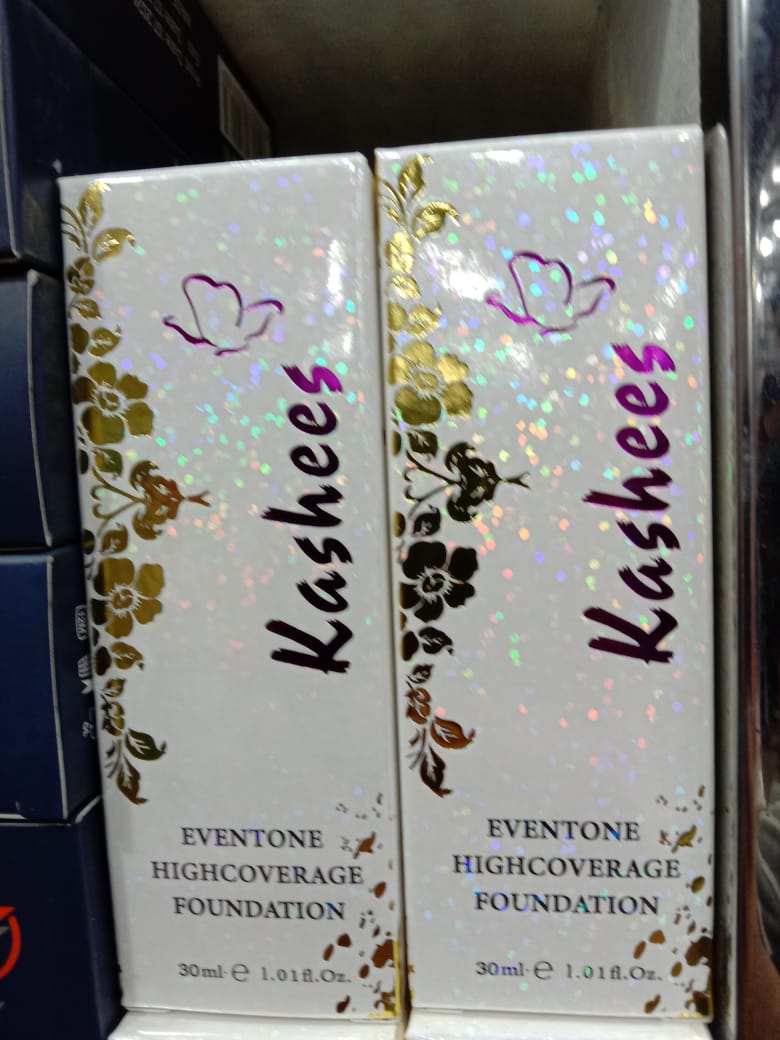 Kashees
EVENTONE
HIGHCOVERAGE
FOUNDATION
30ml·e 1.01fl.Oz.
Kashees
EVENTONE
HIGHCOVERAGE
FOUNDATION
30ml·e 1.01fl.Oz.